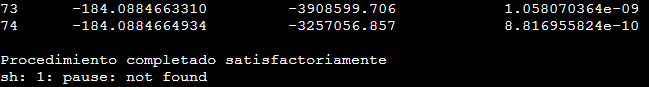 73 -184.0884663310 -3908599.706 1.058070364e-09
74 -184.0884664934 -3257056.857 8.816955824e-10
Procedimiento completado satisfactoriamente
sh: 1: pause: not found